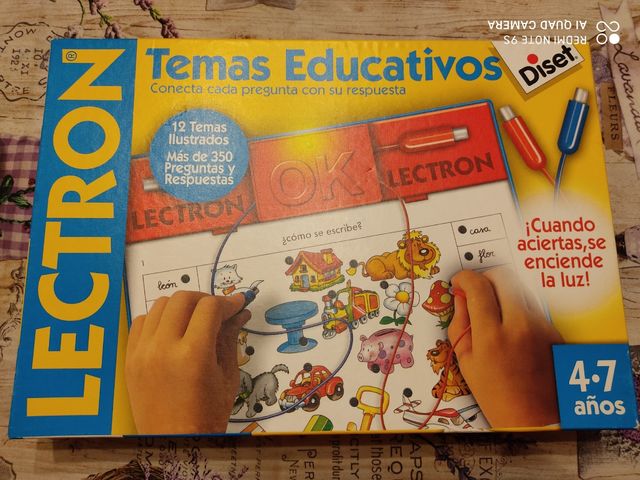 REDMI NOTE 9S
AI QUAD CAMERA
LECTRON®
Temas Educativos
Conecta cada pregunta con su respuesta
Diset
12 Temas
Ilustrados
Más de 350
Preguntas y
Respuestas
OK
LECTRON
LECTRON
¿cómo se escribe?
1
león
casa
flor
¡Cuando
aciertas,se
enciende
la luz!
4·7
años